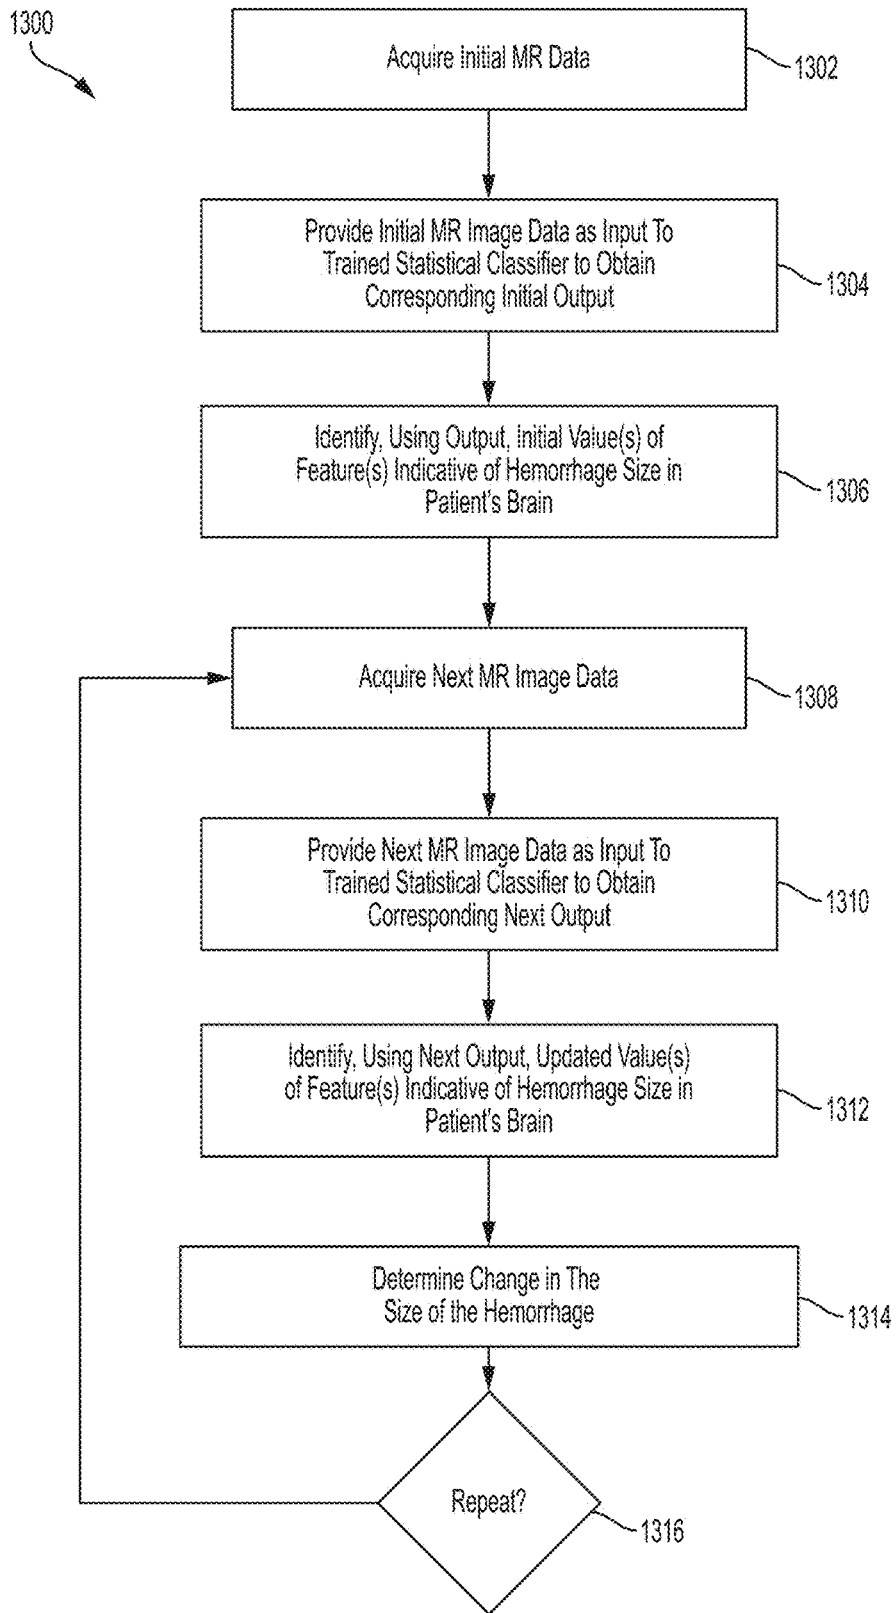 1300
Acquire Initial MR Data
1302
Provide Initial MR Image Data as Input To
Trained Statistical Classifier to Obtain
Corresponding Initial Output
1304
Identify, Using Output, Initial Value(s) of
Feature(s) Indicative of Hemorrhage Size in
Patient's Brain
1306
Acquire Next MR Image Data
1308
Provide Next MR Image Data as Input To
Trained Statistical Classifier to Obtain
Corresponding Next Output
1310
Identify, Using Next Output, Updated Value(s)
of Feature(s) Indicative of Hemorrhage Size in
Patient's Brain
1312
Determine Change in The
Size of the Hemorrhage
1314
Repeat?
1316